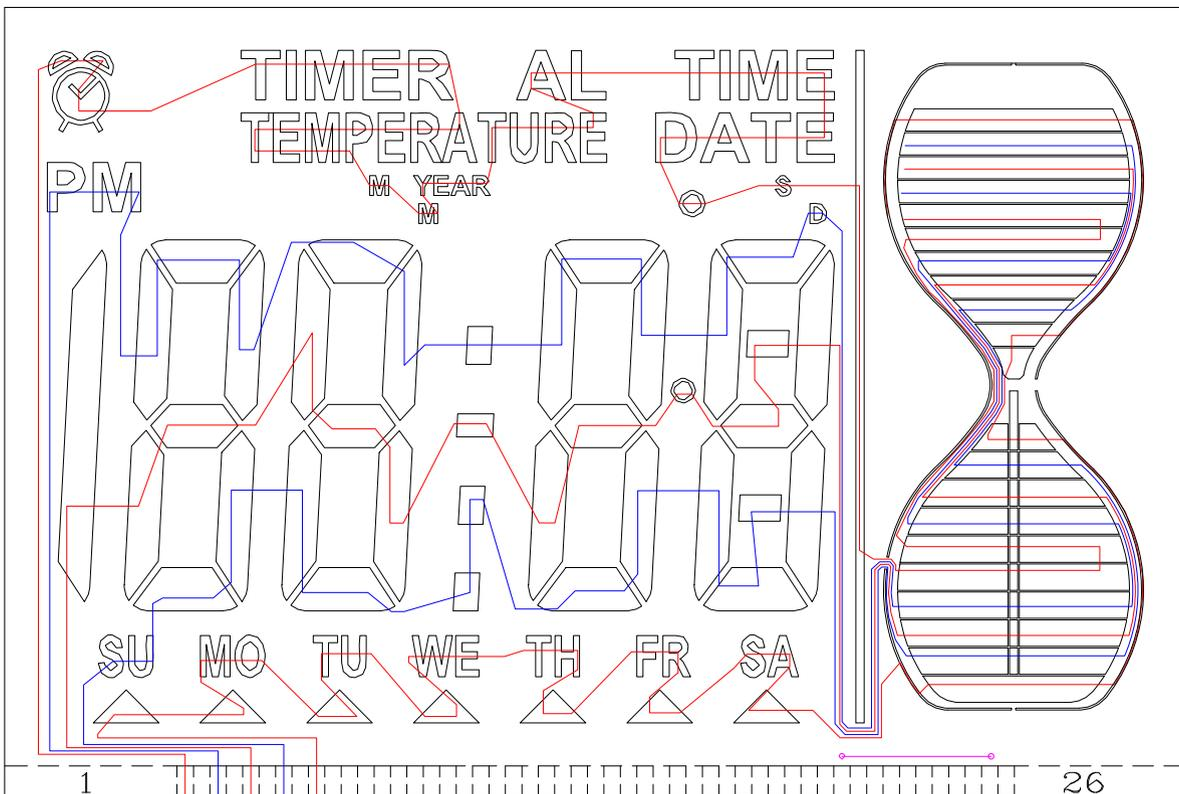 TIMER AL TIME
TEMPERATURE DATE
PM
M YEAR S
M D
SU MO TU WE TH FR SA
1 26